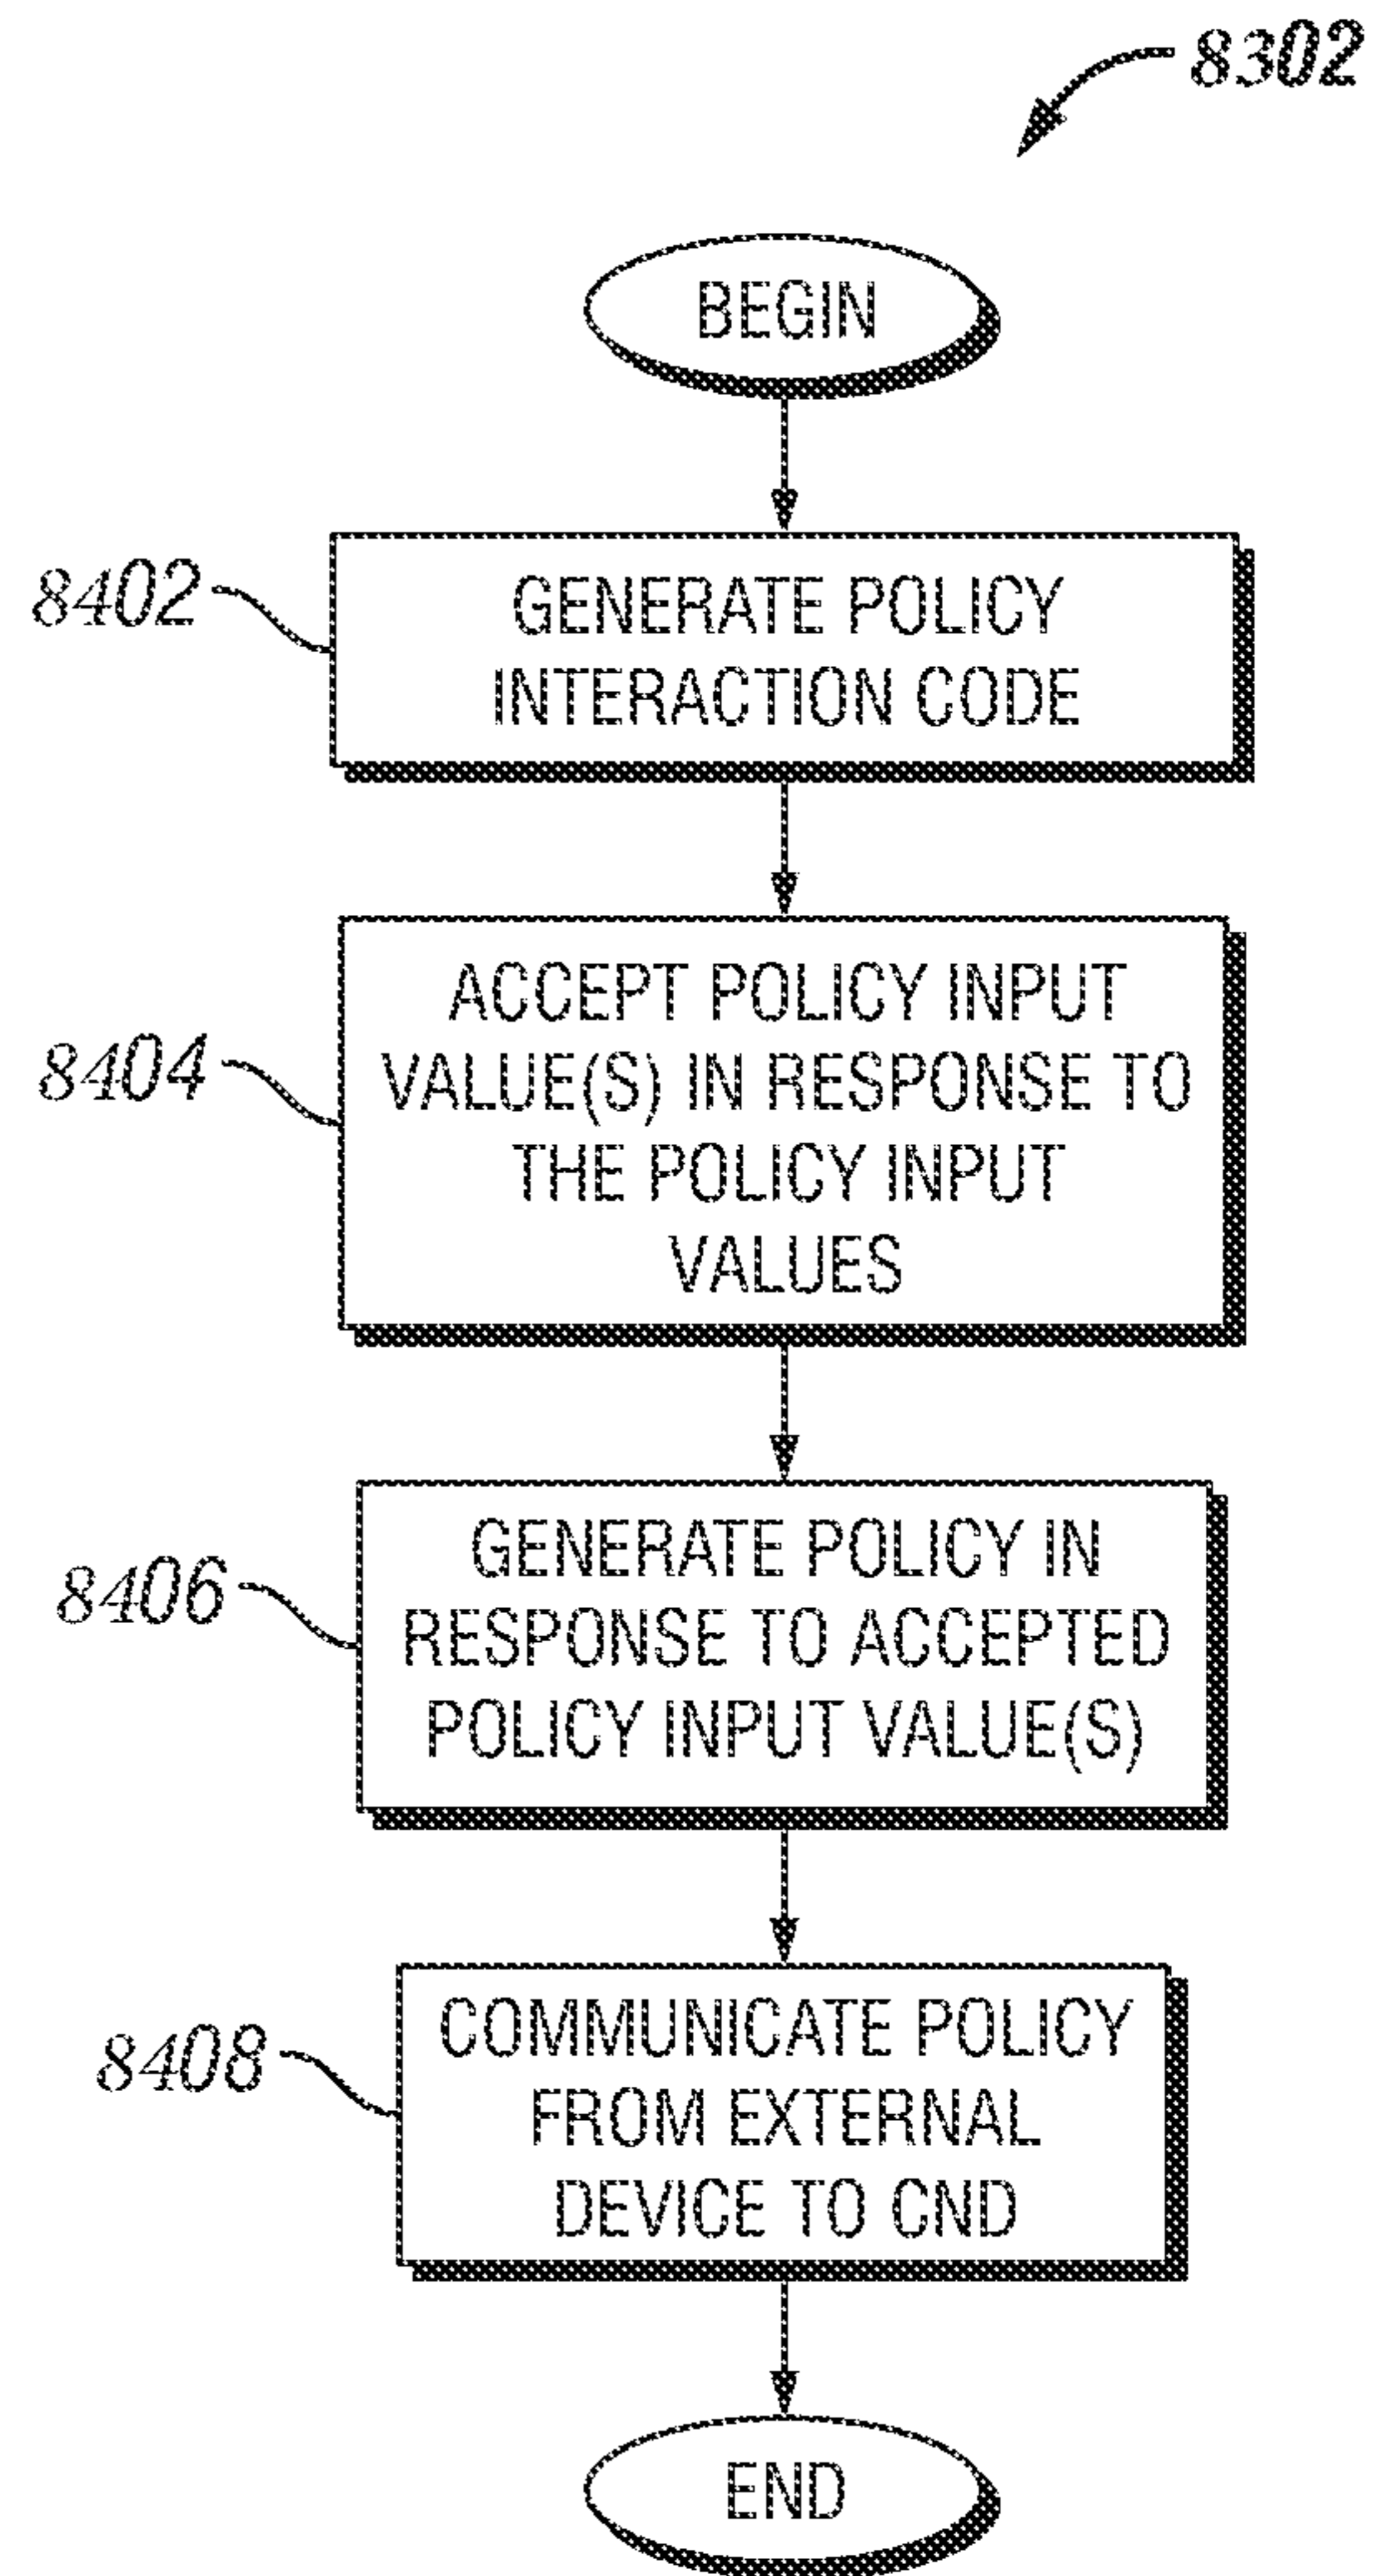 8302
BEGIN
8402
GENERATE POLICY
INTERACTION CODE
8404
ACCEPT POLICY INPUT
VALUE(S) IN RESPONSE TO
THE POLICY INPUT
VALUES
8406
GENERATE POLICY IN
RESPONSE TO ACCEPTED
POLICY INPUT VALUE(S)
8408
COMMUNICATE POLICY
FROM EXTERNAL
DEVICE TO CND
END